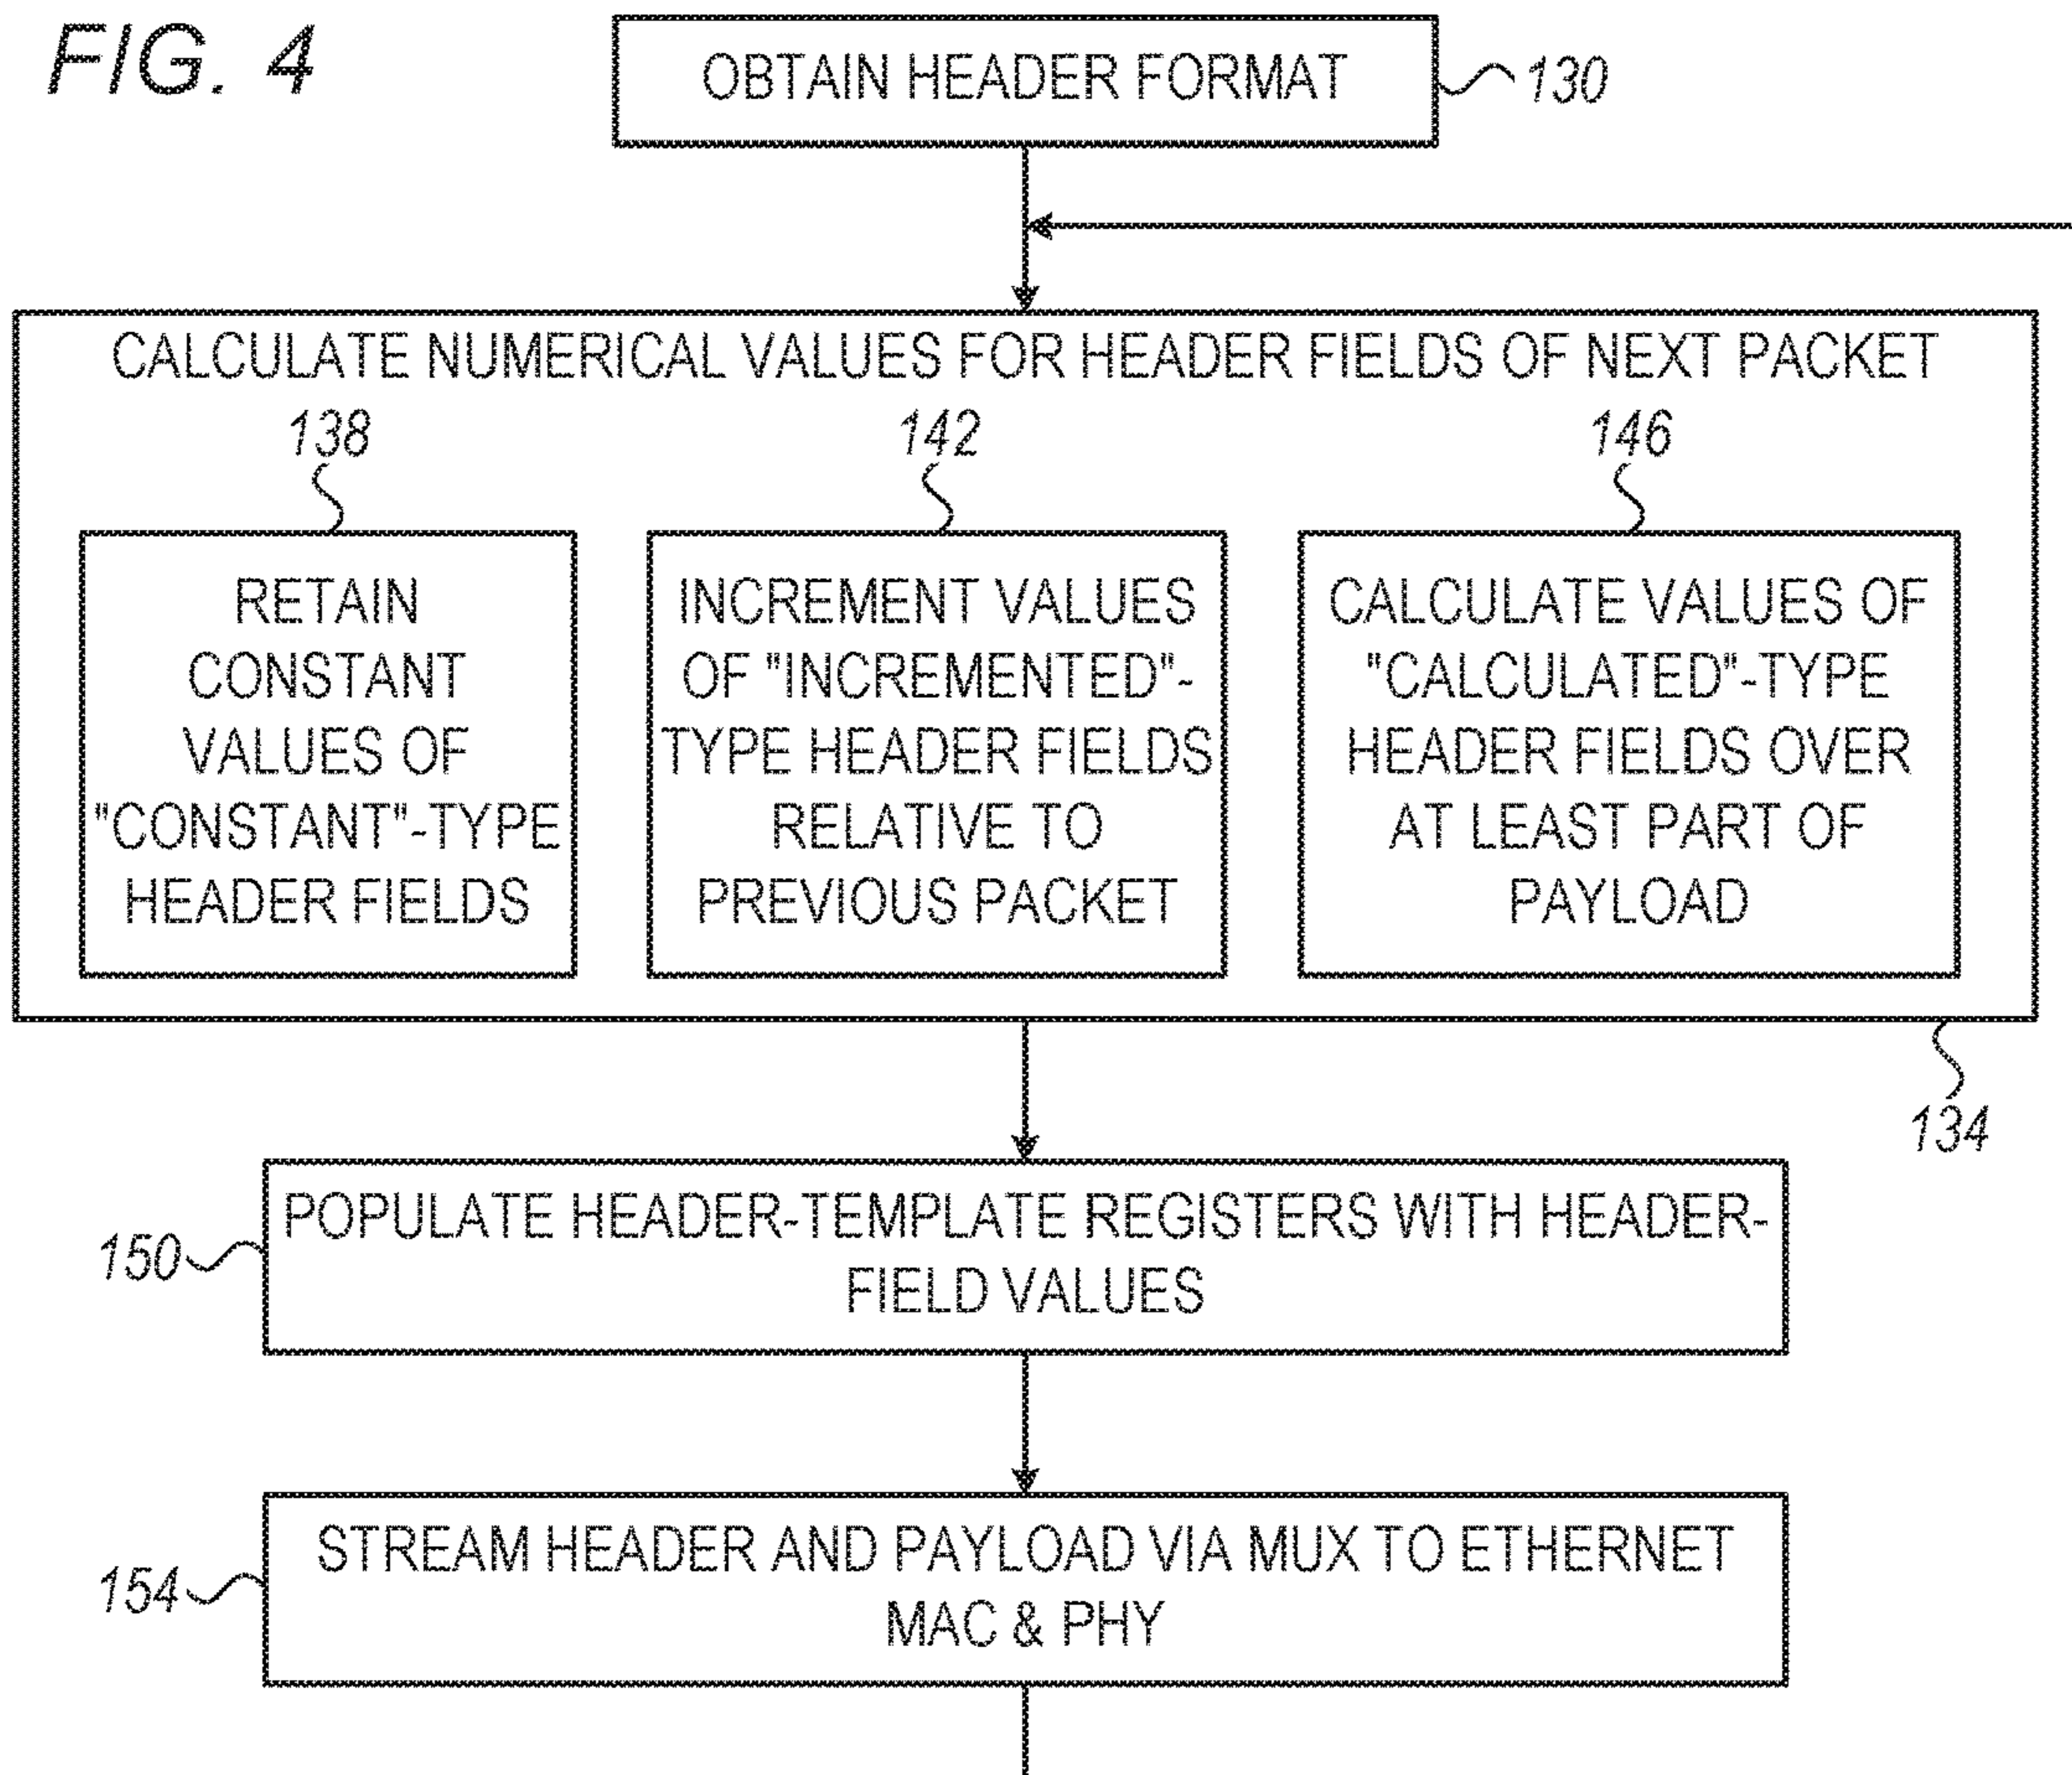 FIG. 4
OBTAIN HEADER FORMAT
130
CALCULATE NUMERICAL VALUES FOR HEADER FIELDS OF NEXT PACKET
138
142
146
RETAIN
CONSTANT
VALUES OF
"CONSTANT"-TYPE
HEADER FIELDS
INCREMENT VALUES
OF "INCREMENTED"-
TYPE HEADER FIELDS
RELATIVE TO
PREVIOUS PACKET
CALCULATE VALUES OF
"CALCULATED"-TYPE
HEADER FIELDS OVER
AT LEAST PART OF
PAYLOAD
134
150
POPULATE HEADER-TEMPLATE REGISTERS WITH HEADER-
FIELD VALUES
154
STREAM HEADER AND PAYLOAD VIA MUX TO ETHERNET
MAC & PHY